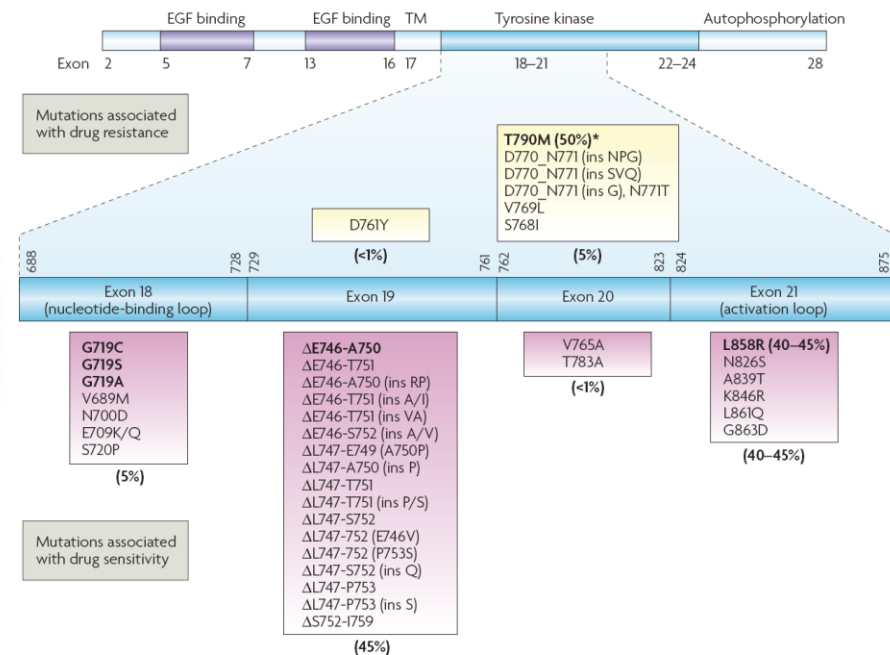 EGF binding EGF binding TM Tyrosine kinase Autophosphorylation
Exon 2 5 7 13 16 17 18–21 22–24 28
Mutations associated
with drug resistance
T790M (50%)*
D770_N771 (ins NPG)
D770_N771 (ins SVQ)
D770_N771 (ins G), N771T
V769L
S768I
(5%)
D761Y
(<1%)
688 728 729 761 762 823 824 875
Exon 18
(nucleotide-binding loop)
Exon 19
Exon 20
Exon 21
(activation loop)
G719C
G719S
G719A
V689M
N700D
E709K/Q
S720P
(5%)
ΔE746-A750
ΔE746-T751
ΔE746-A750 (ins RP)
ΔE746-T751 (ins A/I)
ΔE746-T751 (ins VA)
ΔE746-S752 (ins A/V)
ΔL747-E749 (A750P)
ΔL747-A750 (ins P)
ΔL747-T751
ΔL747-T751 (ins P/S)
ΔL747-S752
ΔL747-752 (E746V)
ΔL747-752 (P753S)
ΔL747-S752 (ins Q)
ΔL747-P753
ΔL747-P753 (ins S)
ΔS752-I759
(45%)
V765A
T783A
(<1%)
L858R (40–45%)
N826S
A839T
K846R
L861Q
G863D
(40–45%)
Mutations associated
with drug sensitivity